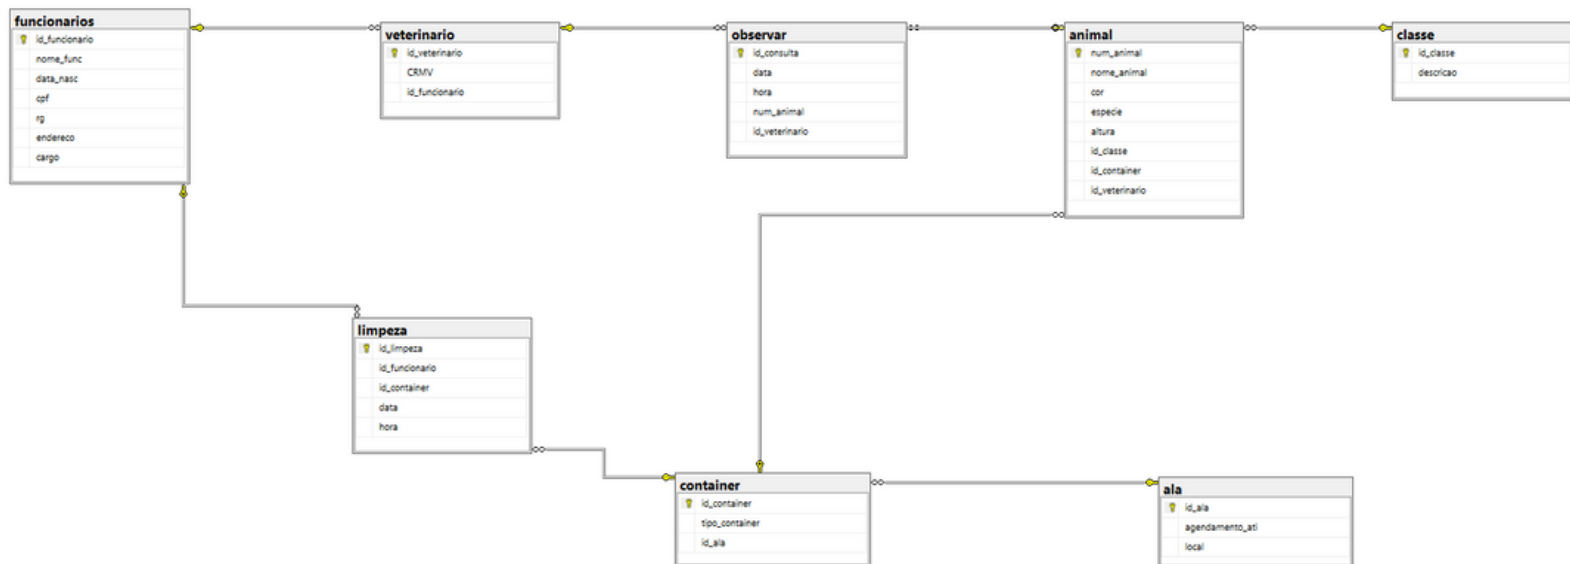 funcionarios
id_funcionario
nome_func
data_nasc
cpf
rg
endereco
cargo
veterinario
id_veterinario
CRMV
id_funcionario
observar
id_consulta
data
hora
num_animal
id_veterinario
animal
num_animal
nome_animal
cor
especie
altura
id_classe
id_container
id_veterinario
classe
id_classe
descricao
limpeza
id_limpeza
id_funcionario
id_container
data
hora
container
id_container
tipo_container
id_ala
ala
id_ala
agendamento_ati
local